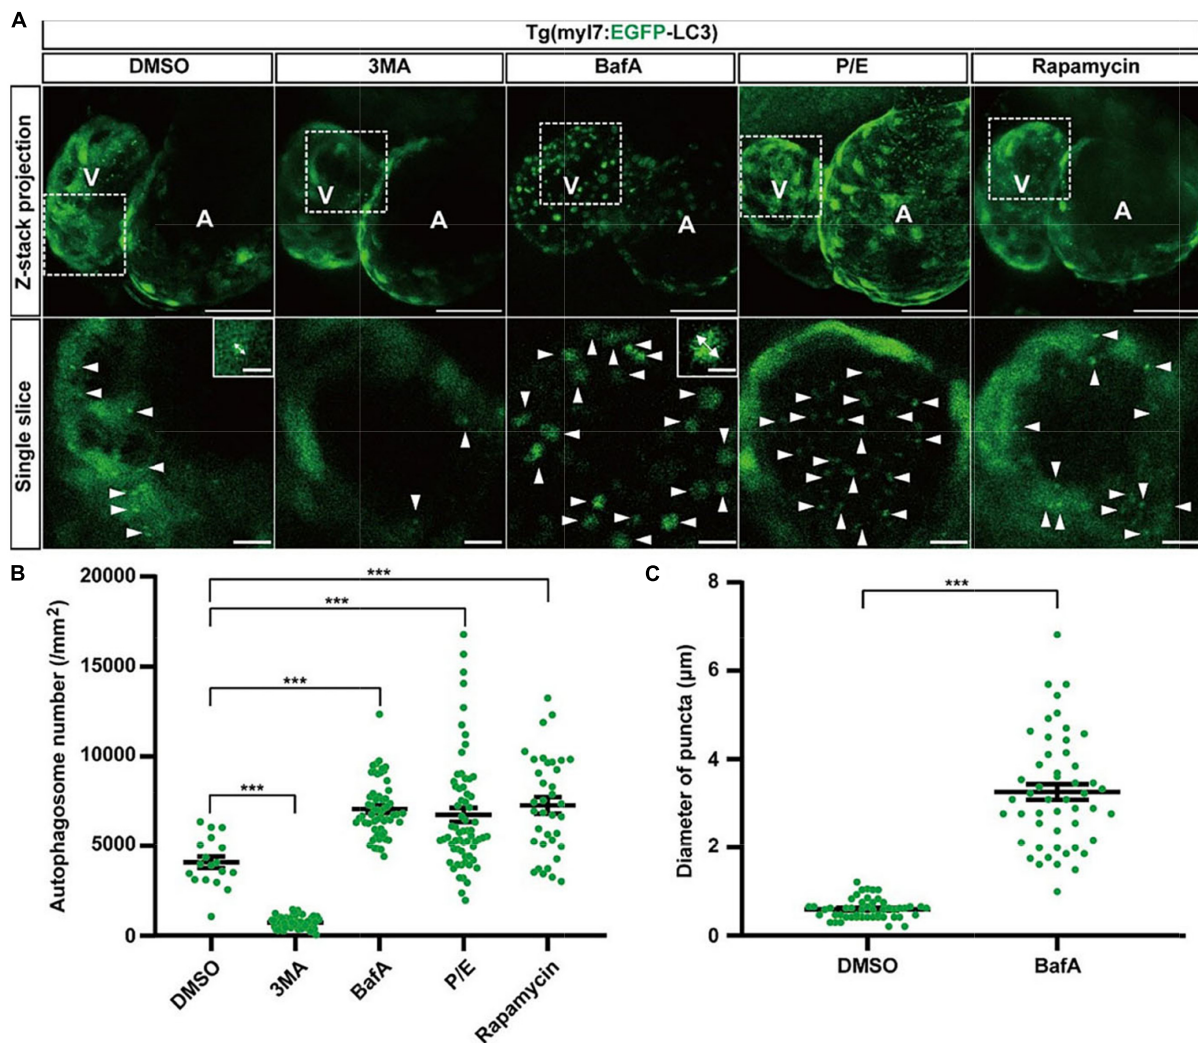 A
Tg(myl7:EGFP-LC3)
DMSO 3MA BafA P/E Rapamycin
Z-stack projection
V A V A V A V A V A
Single slice
B
Autophagosome number (/mm²)
20000
15000
10000
5000
0
*** *** *** ***
DMSO 3MA BafA P/E Rapamycin
C
Diameter of puncta (μm)
8
6
4
2
0
***
DMSO BafA